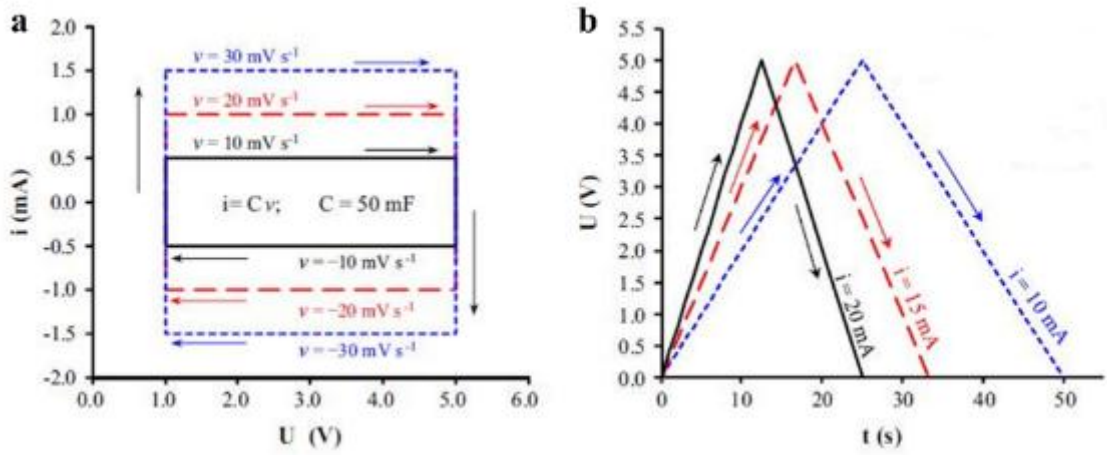 a
i (mA)
2.0
1.5
1.0
0.5
0.0
-0.5
-1.0
-1.5
-2.0
v = 30 mV s⁻¹
v = 20 mV s⁻¹
v = 10 mV s⁻¹
i= C v; C = 50 mF
v = −10 mV s⁻¹
v = −20 mV s⁻¹
v = −30 mV s⁻¹
0.0 1.0 2.0 3.0 4.0 5.0 6.0
U (V)
b
U (V)
5.0
5.0
4.5
4.0
3.5
3.0
2.5
2.0
1.5
1.0
0.5
0.0
i = 20 mA
i = 15 mA
i = 10 mA
0 10 20 30 40 50
t (s)